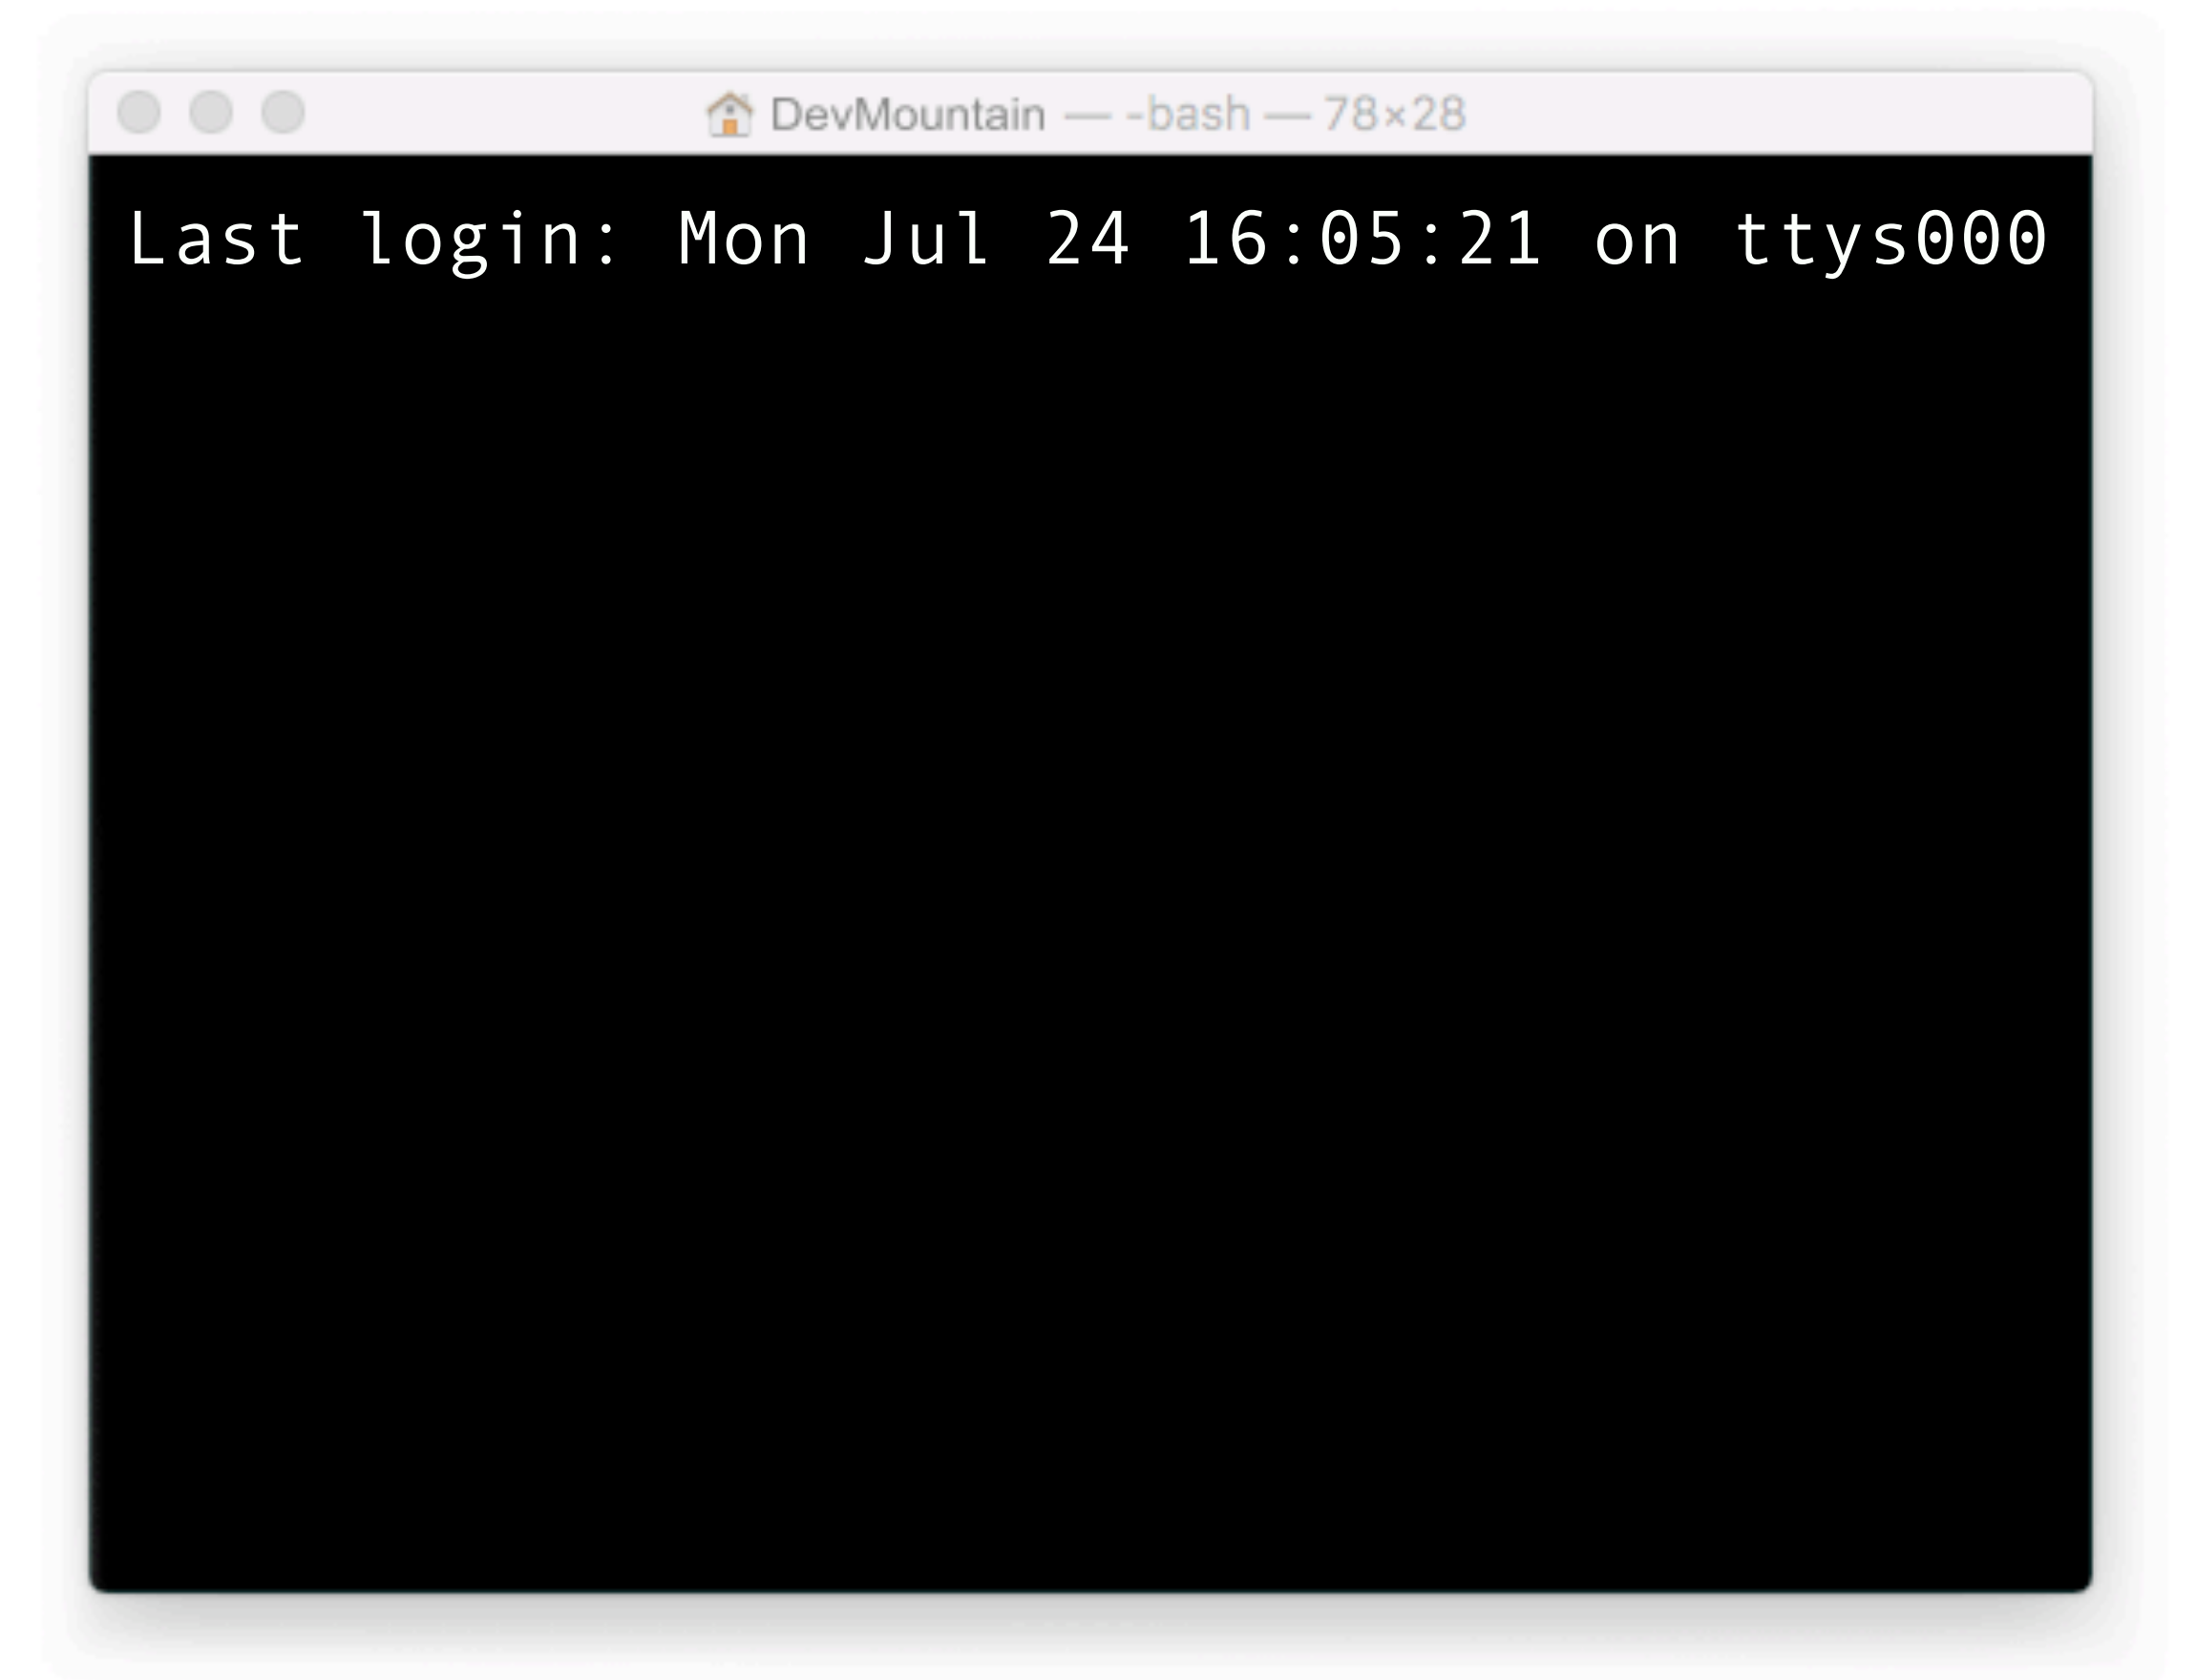 DevMountain — -bash — 78×28
Last login: Mon Jul 24 16:05:21 on ttys000